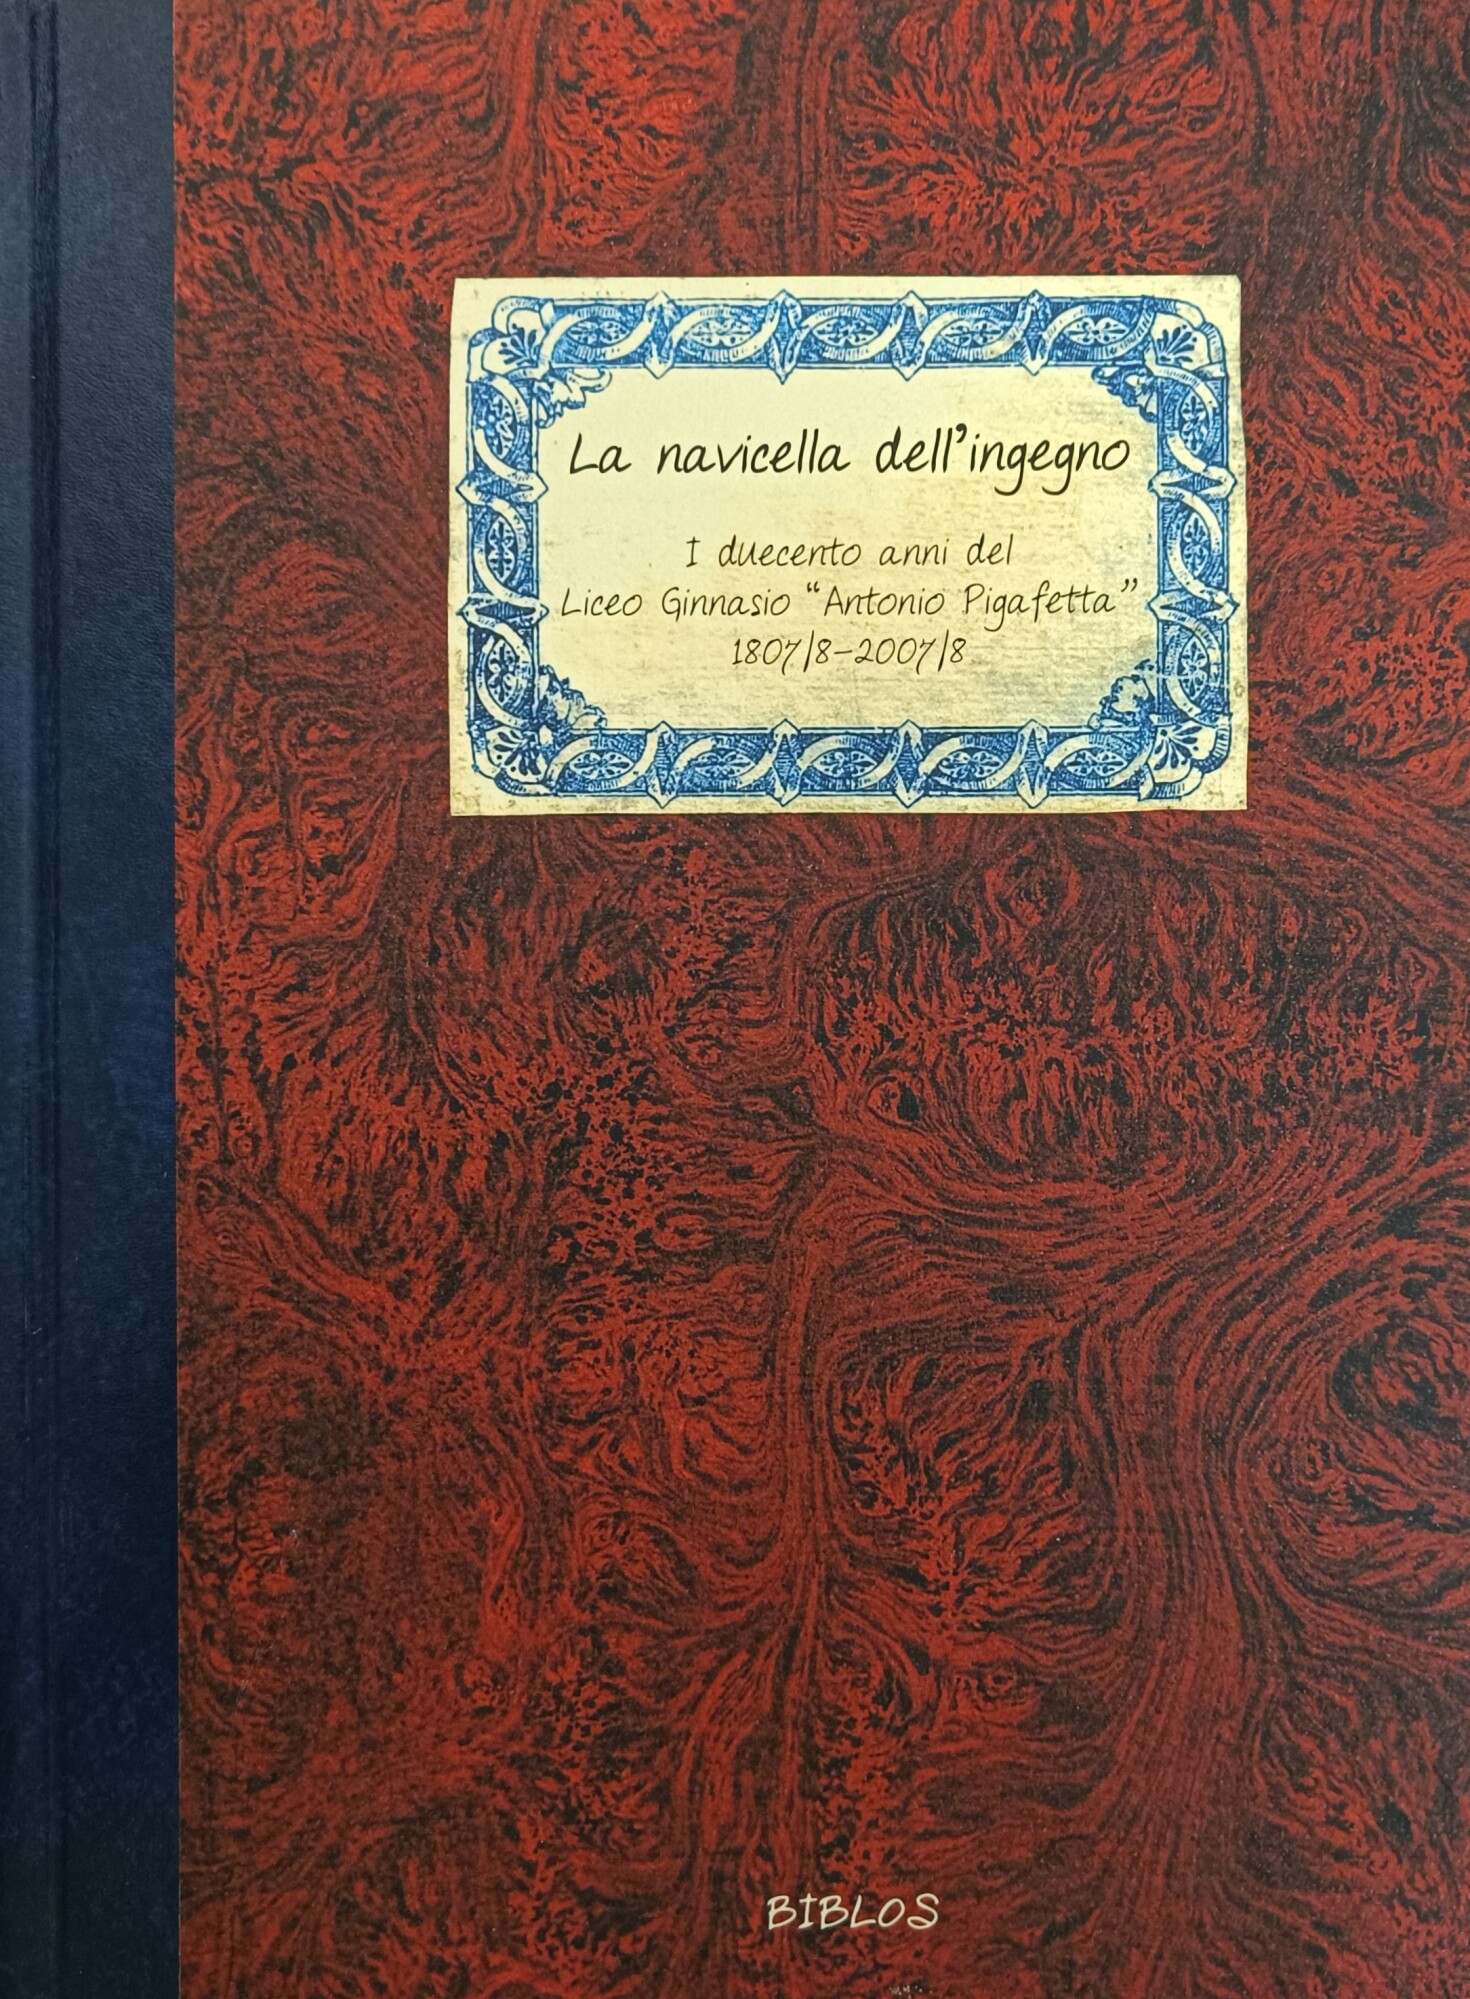 La navicella dell’ingegno
I duecento anni del
Liceo Ginnasio “Antonio Pigafetta”
1807/8–2007/8
BIBLOS